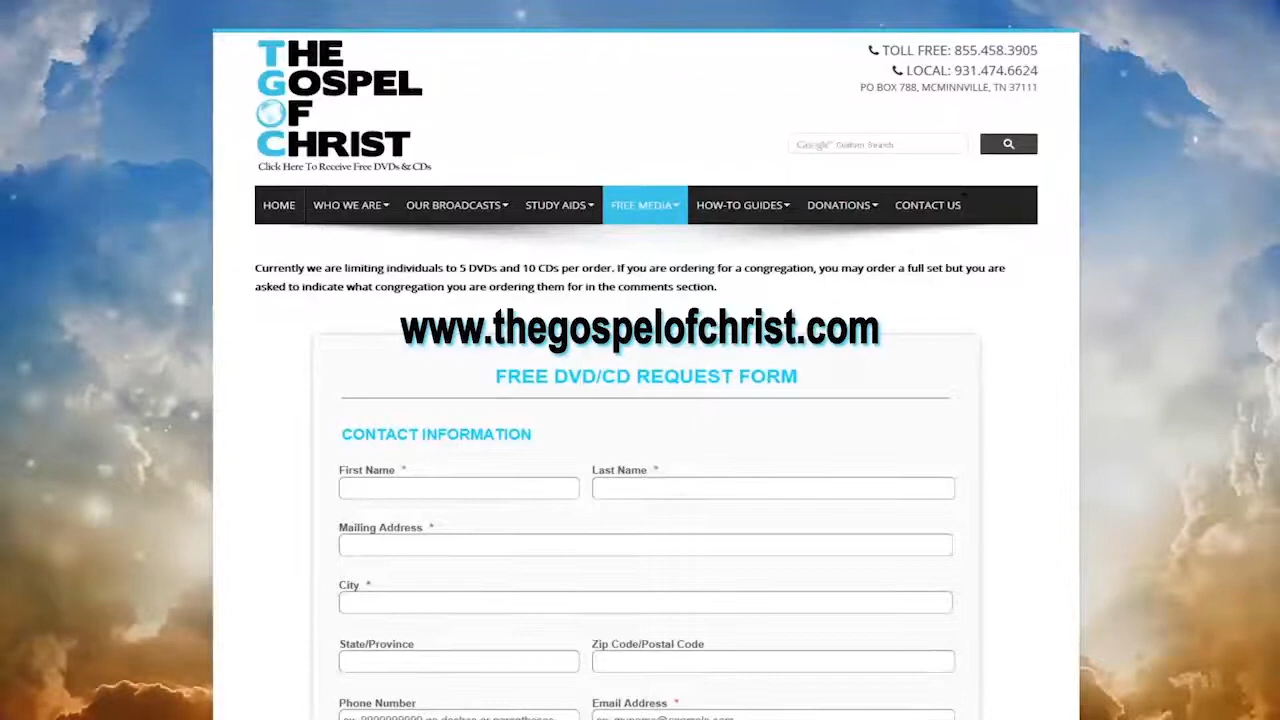 THE
GOSPEL
OF
CHRIST
Click Here To Receive Free DVDs & CDs
TOLL FREE: 855.458.3905
LOCAL: 931.474.6624
PO BOX 788, MCMINNVILLE, TN 37111
Google Custom Search
HOME WHO WE ARE OUR BROADCASTS STUDY AIDS FREE MEDIA HOW-TO GUIDES DONATIONS CONTACT US
Currently we are limiting individuals to 5 DVDs and 10 CDs per order. If you are ordering for a congregation, you may order a full set but you are
asked to indicate what congregation you are ordering them for in the comments section.
www.thegospelofchrist.com
FREE DVD/CD REQUEST FORM
CONTACT INFORMATION
First Name * Last Name *
Mailing Address *
City *
State/Province Zip Code/Postal Code
Phone Number Email Address *